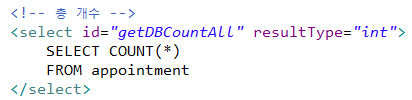 <!-- 총 개수 -->
<select id="getDBCountAll" resultType="int">
    SELECT COUNT(*)
    FROM appointment
</select>